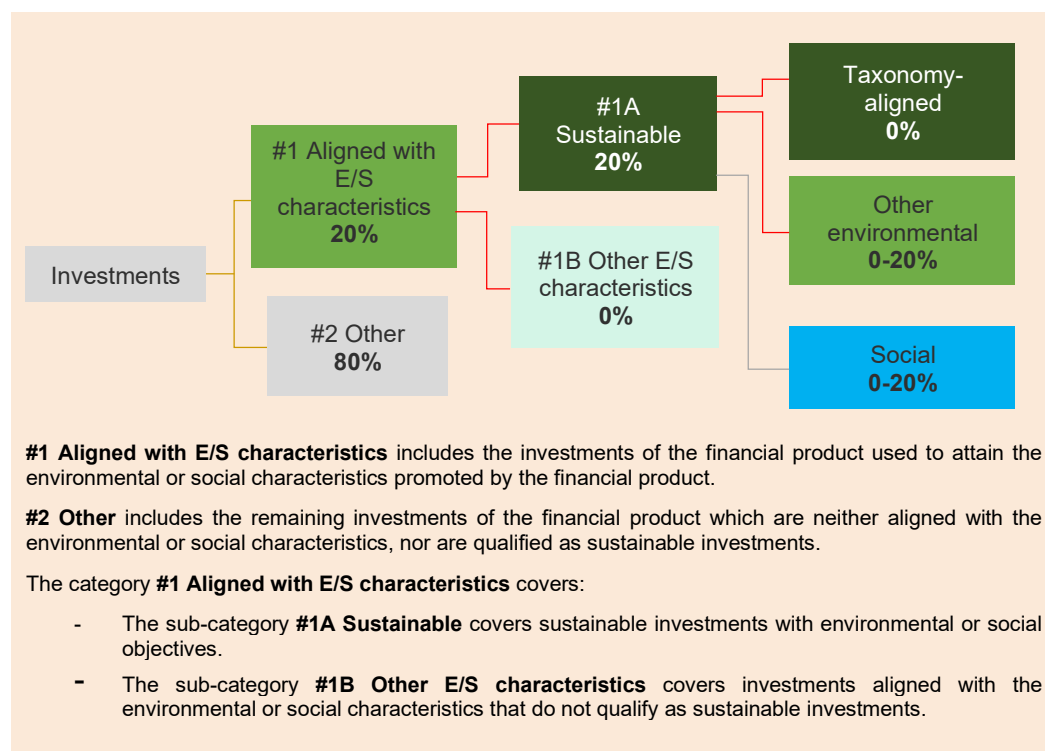 Investments
#1 Aligned with
E/S
characteristics
20%
#2 Other
80%
#1A
Sustainable
20%
#1B Other E/S
characteristics
0%
Taxonomy-
aligned
0%
Other
environmental
0-20%
Social
0-20%
#1 Aligned with E/S characteristics includes the investments of the financial product used to attain the
environmental or social characteristics promoted by the financial product.
#2 Other includes the remaining investments of the financial product which are neither aligned with the
environmental or social characteristics, nor are qualified as sustainable investments.
The category #1 Aligned with E/S characteristics covers:
- The sub-category #1A Sustainable covers sustainable investments with environmental or social
objectives.
- The sub-category #1B Other E/S characteristics covers investments aligned with the
environmental or social characteristics that do not qualify as sustainable investments.